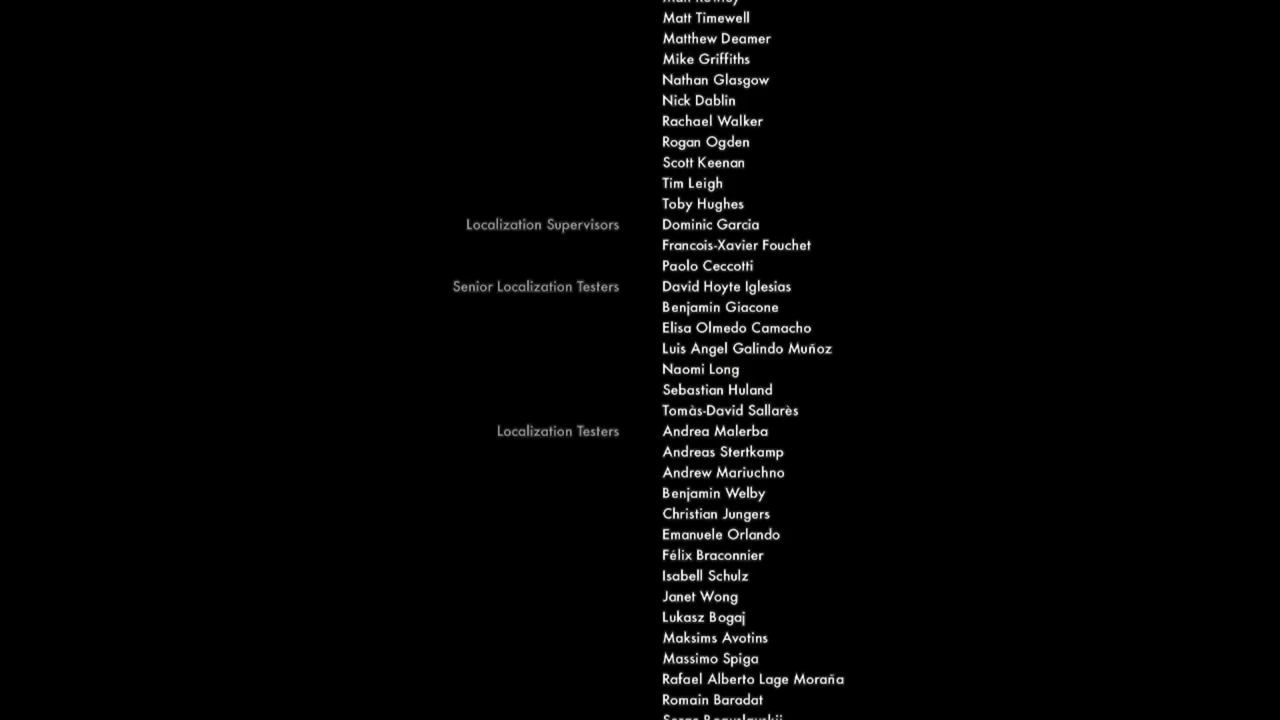 Matt Timewell
Matthew Deamer
Mike Griffiths
Nathan Glasgow
Nick Dablin
Rachael Walker
Rogan Ogden
Scott Keenan
Tim Leigh
Toby Hughes
Localization Supervisors Dominic Garcia
Francois-Xavier Fouchet
Paolo Ceccotti
Senior Localization Testers David Hoyte Iglesias
Benjamin Giacone
Elisa Olmedo Camacho
Luis Angel Galindo Muñoz
Naomi Long
Sebastian Huland
Tomàs-David Sallarès
Localization Testers Andrea Malerba
Andreas Stertkamp
Andrew Mariuchno
Benjamin Welby
Christian Jungers
Emanuele Orlando
Félix Braconnier
Isabell Schulz
Janet Wong
Lukasz Bogaj
Maksims Avotins
Massimo Spiga
Rafael Alberto Lage Moraña
Romain Baradat